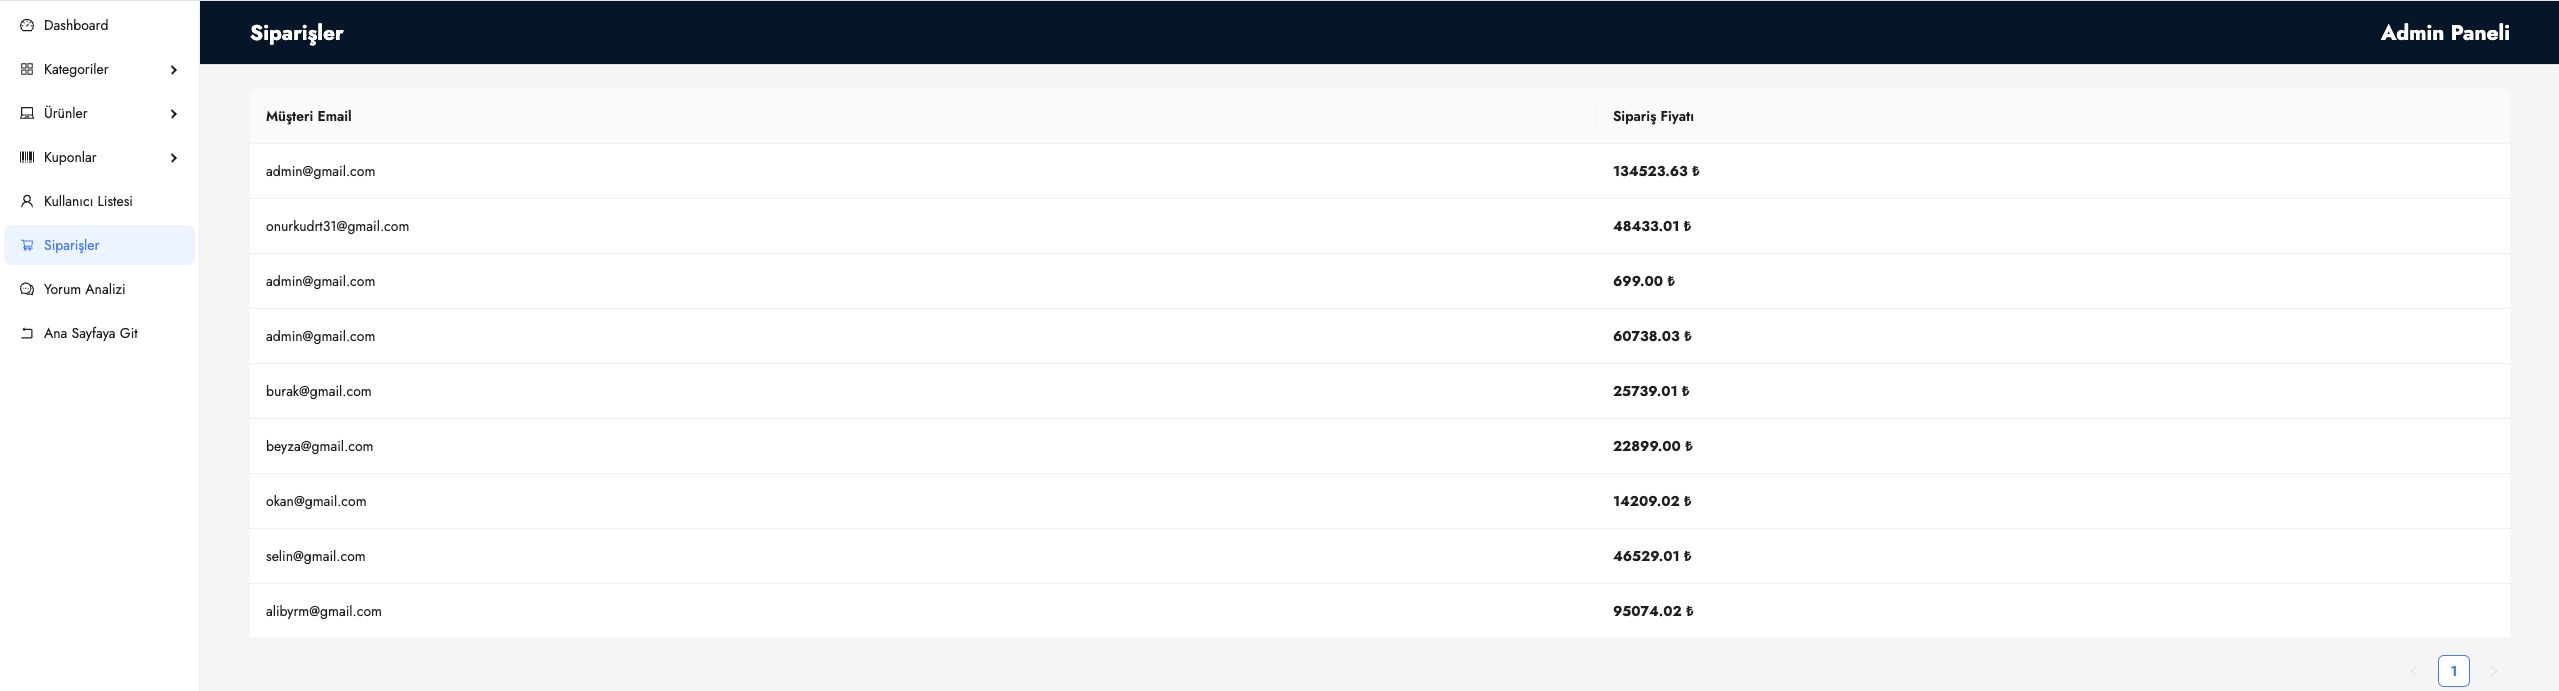 Dashboard
Kategoriler
Ürünler
Kuponlar
Kullanıcı Listesi
Siparişler
Yorum Analizi
Ana Sayfaya Git
Siparişler Admin Paneli
Müşteri Email Sipariş Fiyatı
admin@gmail.com 134523.63 ₺
onurkudrt31@gmail.com 48433.01 ₺
admin@gmail.com 699.00 ₺
admin@gmail.com 60738.03 ₺
burak@gmail.com 25739.01 ₺
beyza@gmail.com 22899.00 ₺
okan@gmail.com 14209.02 ₺
selin@gmail.com 46529.01 ₺
alibyrm@gmail.com 95074.02 ₺
1